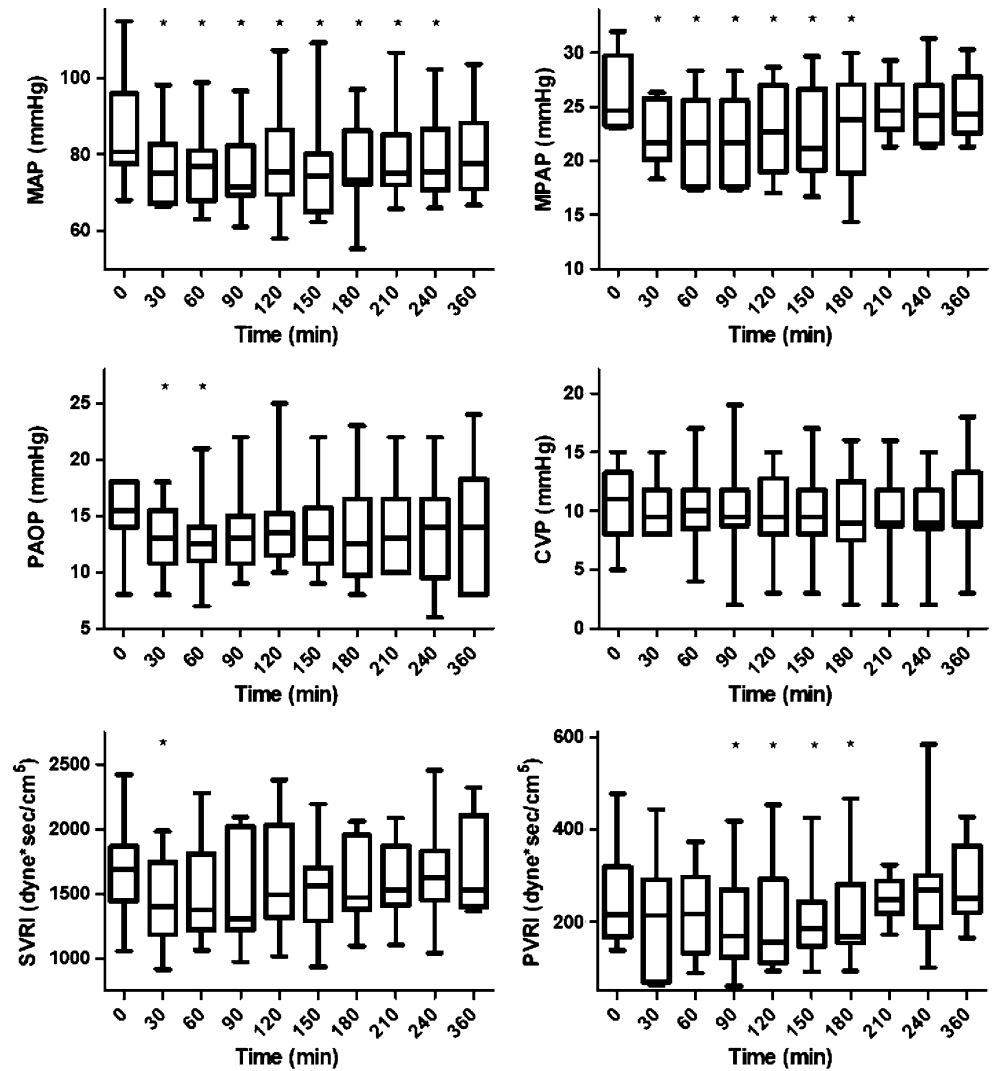 * * * * * * * *
MAP (mmHg)
100
80
60
0 30 60 90 120 150 180 210 240 360
Time (min)
* * * * * *
MPAP (mmHg)
30
25
20
15
10
0 30 60 90 120 150 180 210 240 360
Time (min)
* *
PAOP (mmHg)
25
20
15
10
5
0 30 60 90 120 150 180 210 240 360
Time (min)
CVP (mmHg)
20
15
10
5
0
0 30 60 90 120 150 180 210 240 360
Time (min)
*
SVRI (dyne*sec/cm⁵)
2500
2000
1500
1000
0 30 60 90 120 150 180 210 240 360
Time (min)
* * * *
PVRI (dyne*sec/cm⁵)
600
400
200
0 30 60 90 120 150 180 210 240 360
Time (min)